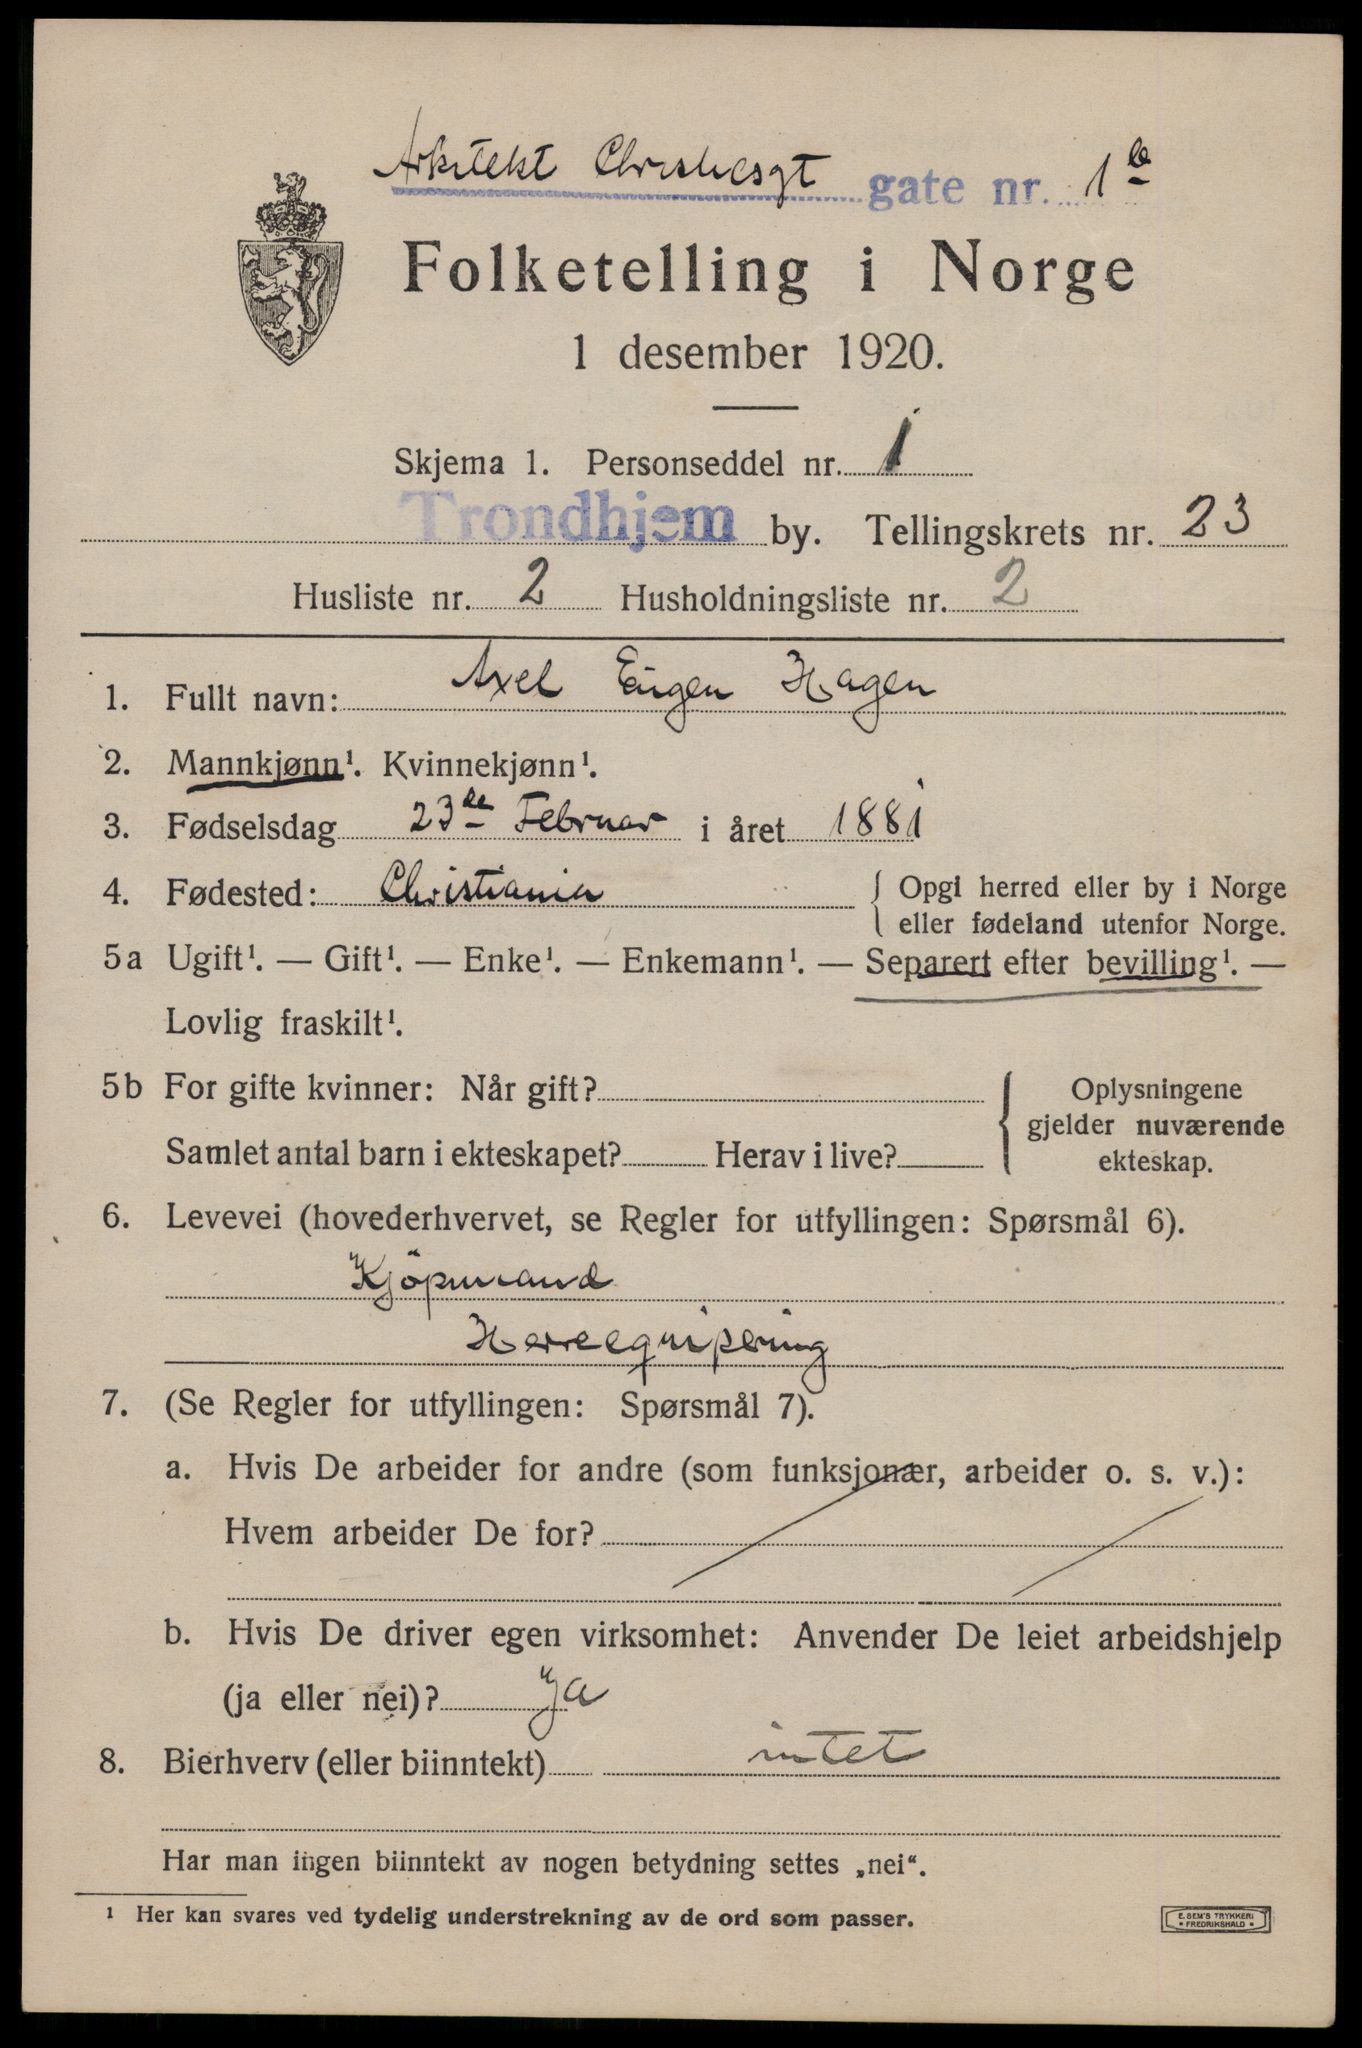 Arkitekt Christiesgt gate nr. 1 b
Folketelling i Norge
1 desember 1920.
Skjema 1. Personseddel nr. 1
Trondhjem by. Tellingskrets nr. 23
Husliste nr. 2 Husholdningsliste nr. 2
1. Fullt navn: Axel Eugen Hagen
2. Mannkjønn¹. Kvinnekjønn¹.
3. Fødselsdag 23de Februar i året 1881
4. Fødested: Christiania { Opgi herred eller by i Norge
eller fødeland utenfor Norge.
5a Ugift¹. — Gift¹. — Enke¹. — Enkemann¹. — Separert efter bevilling¹. —
Lovlig fraskilt¹.
5b For gifte kvinner: Når gift? { Oplysningene
gjelder nuværende
Samlet antal barn i ekteskapet? Herav i live? ekteskap.
6. Levevei (hovederhvervet, se Regler for utfyllingen: Spørsmål 6).
Kjöpmand
Herreequipering
7. (Se Regler for utfyllingen: Spørsmål 7).
a. Hvis De arbeider for andre (som funksjonær, arbeider o. s. v.):
Hvem arbeider De for?
b. Hvis De driver egen virksomhet: Anvender De leiet arbeidshjelp
(ja eller nei)? Ja
8. Bierhverv (eller biinntekt) intet
Har man ingen biinntekt av nogen betydning settes „nei“.
¹ Her kan svares ved tydelig understrekning av de ord som passer.
E. SEM'S TRYKKERI
• FREDRIKSHALD •